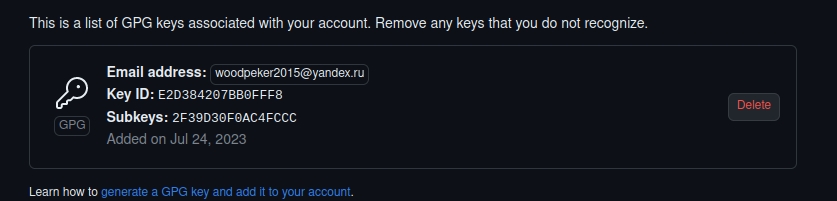 This is a list of GPG keys associated with your account. Remove any keys that you do not recognize.
Email address: woodpeker2015@yandex.ru
Key ID: E2D384207BB0FFF8
Subkeys: 2F39D30F0AC4FCCC
GPG
Added on Jul 24, 2023
Delete
Learn how to generate a GPG key and add it to your account.